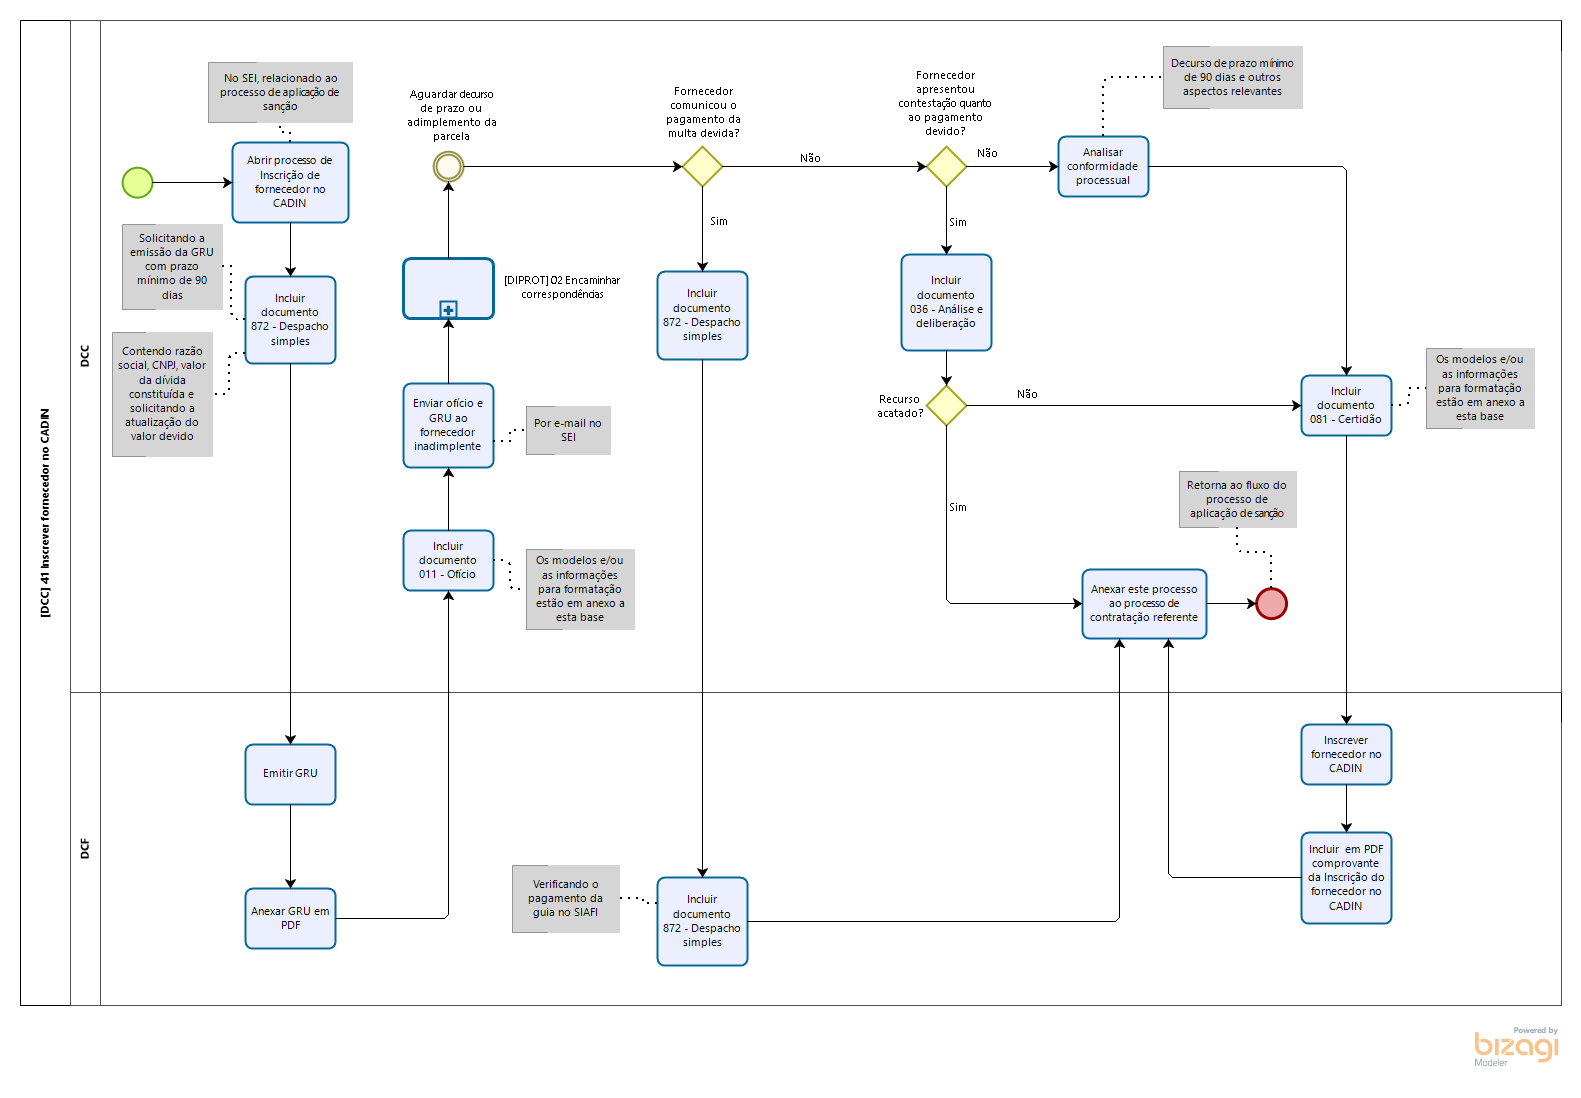 [DCC] 41 Inscrever fornecedor no CADIN
DCC
No SEI, relacionado ao
processo de aplicação de
sanção
Abrir processo de
Inscrição de
fornecedor no
CADIN
Solicitando a
emissão da GRU
com prazo
mínimo de 90
dias
Incluir
documento
872 - Despacho
simples
Contendo razão
social, CNPJ, valor
da dívida
constituída e
solicitando a
atualização do
valor devido
Aguardar decurso
de prazo ou
adimplemento da
parcela
[DIPROT] 02 Encaminhar
correspondências
Enviar ofício e
GRU ao
fornecedor
inadimplente
Por e-mail no
SEI
Incluir
documento
011 - Ofício
Os modelos e/ou
as informações
para formatação
estão em anexo a
esta base
Fornecedor
comunicou o
pagamento da
multa devida?
Não
Sim
Incluir
documento
872 - Despacho
simples
Fornecedor
apresentou
contestação quanto
ao pagamento
devido?
Não
Sim
Incluir
documento
036 - Análise e
deliberação
Recurso
acatado?
Não
Sim
Decurso de prazo mínimo
de 90 dias e outros
aspectos relevantes
Analisar
conformidade
processual
Incluir
documento
081 - Certidão
Os modelos e/ou
as informações
para formatação
estão em anexo a
esta base
Retorna ao fluxo do
processo de
aplicação de sanção
Anexar este processo
ao processo de
contratação referente
DCF
Emitir GRU
Anexar GRU em
PDF
Verificando o
pagamento da
guia no SIAFI
Incluir
documento
872 - Despacho
simples
Inscrever
fornecedor no
CADIN
Incluir em PDF
comprovante
da Inscrição do
fornecedor no
CADIN
Powered by
bizagi
Modeler